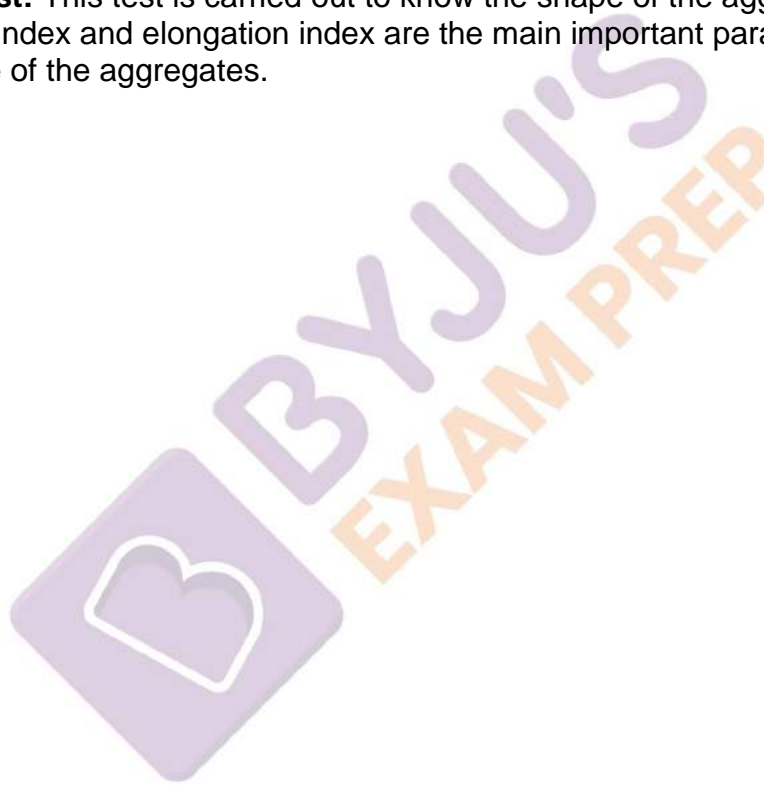 st: This test is carried out to know the shape of the agg
ndex and elongation index are the main important para
e of the aggregates.
BYJU'S
EXAM PREP